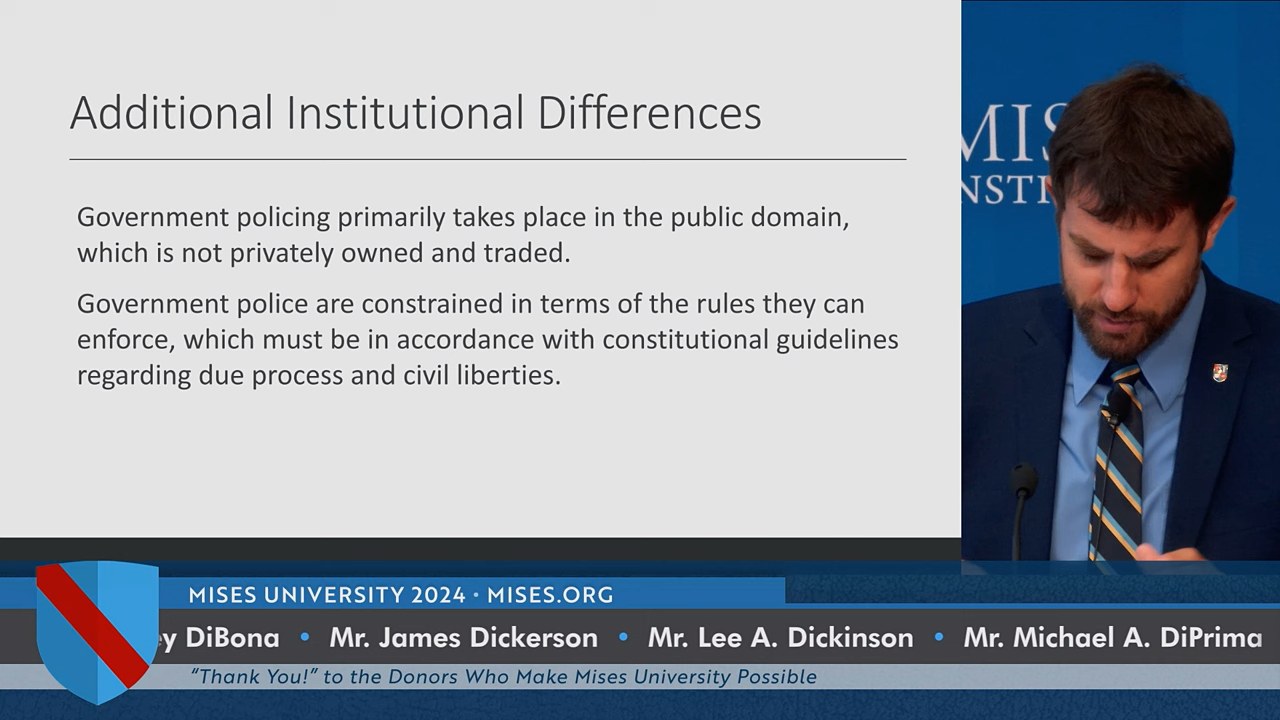 Additional Institutional Differences
Government policing primarily takes place in the public domain,
which is not privately owned and traded.
Government police are constrained in terms of the rules they can
enforce, which must be in accordance with constitutional guidelines
regarding due process and civil liberties.
MIS
NSTI
MISES UNIVERSITY 2024 • MISES.ORG
ey DiBona • Mr. James Dickerson • Mr. Lee A. Dickinson • Mr. Michael A. DiPrima
“Thank You!” to the Donors Who Make Mises University Possible